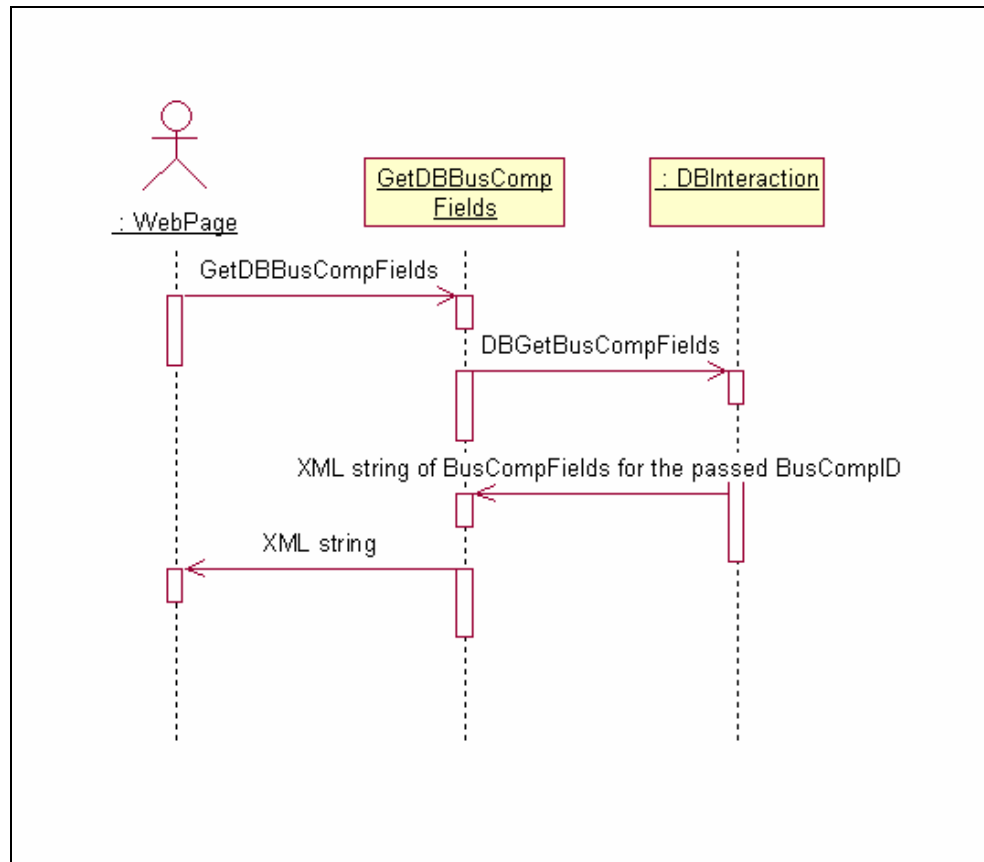 GetDBBusComp
Fields
: DBInteraction
: WebPage
GetDBBusCompFields
DBGetBusCompFields
XML string of BusCompFields for the passed BusCompID
XML string